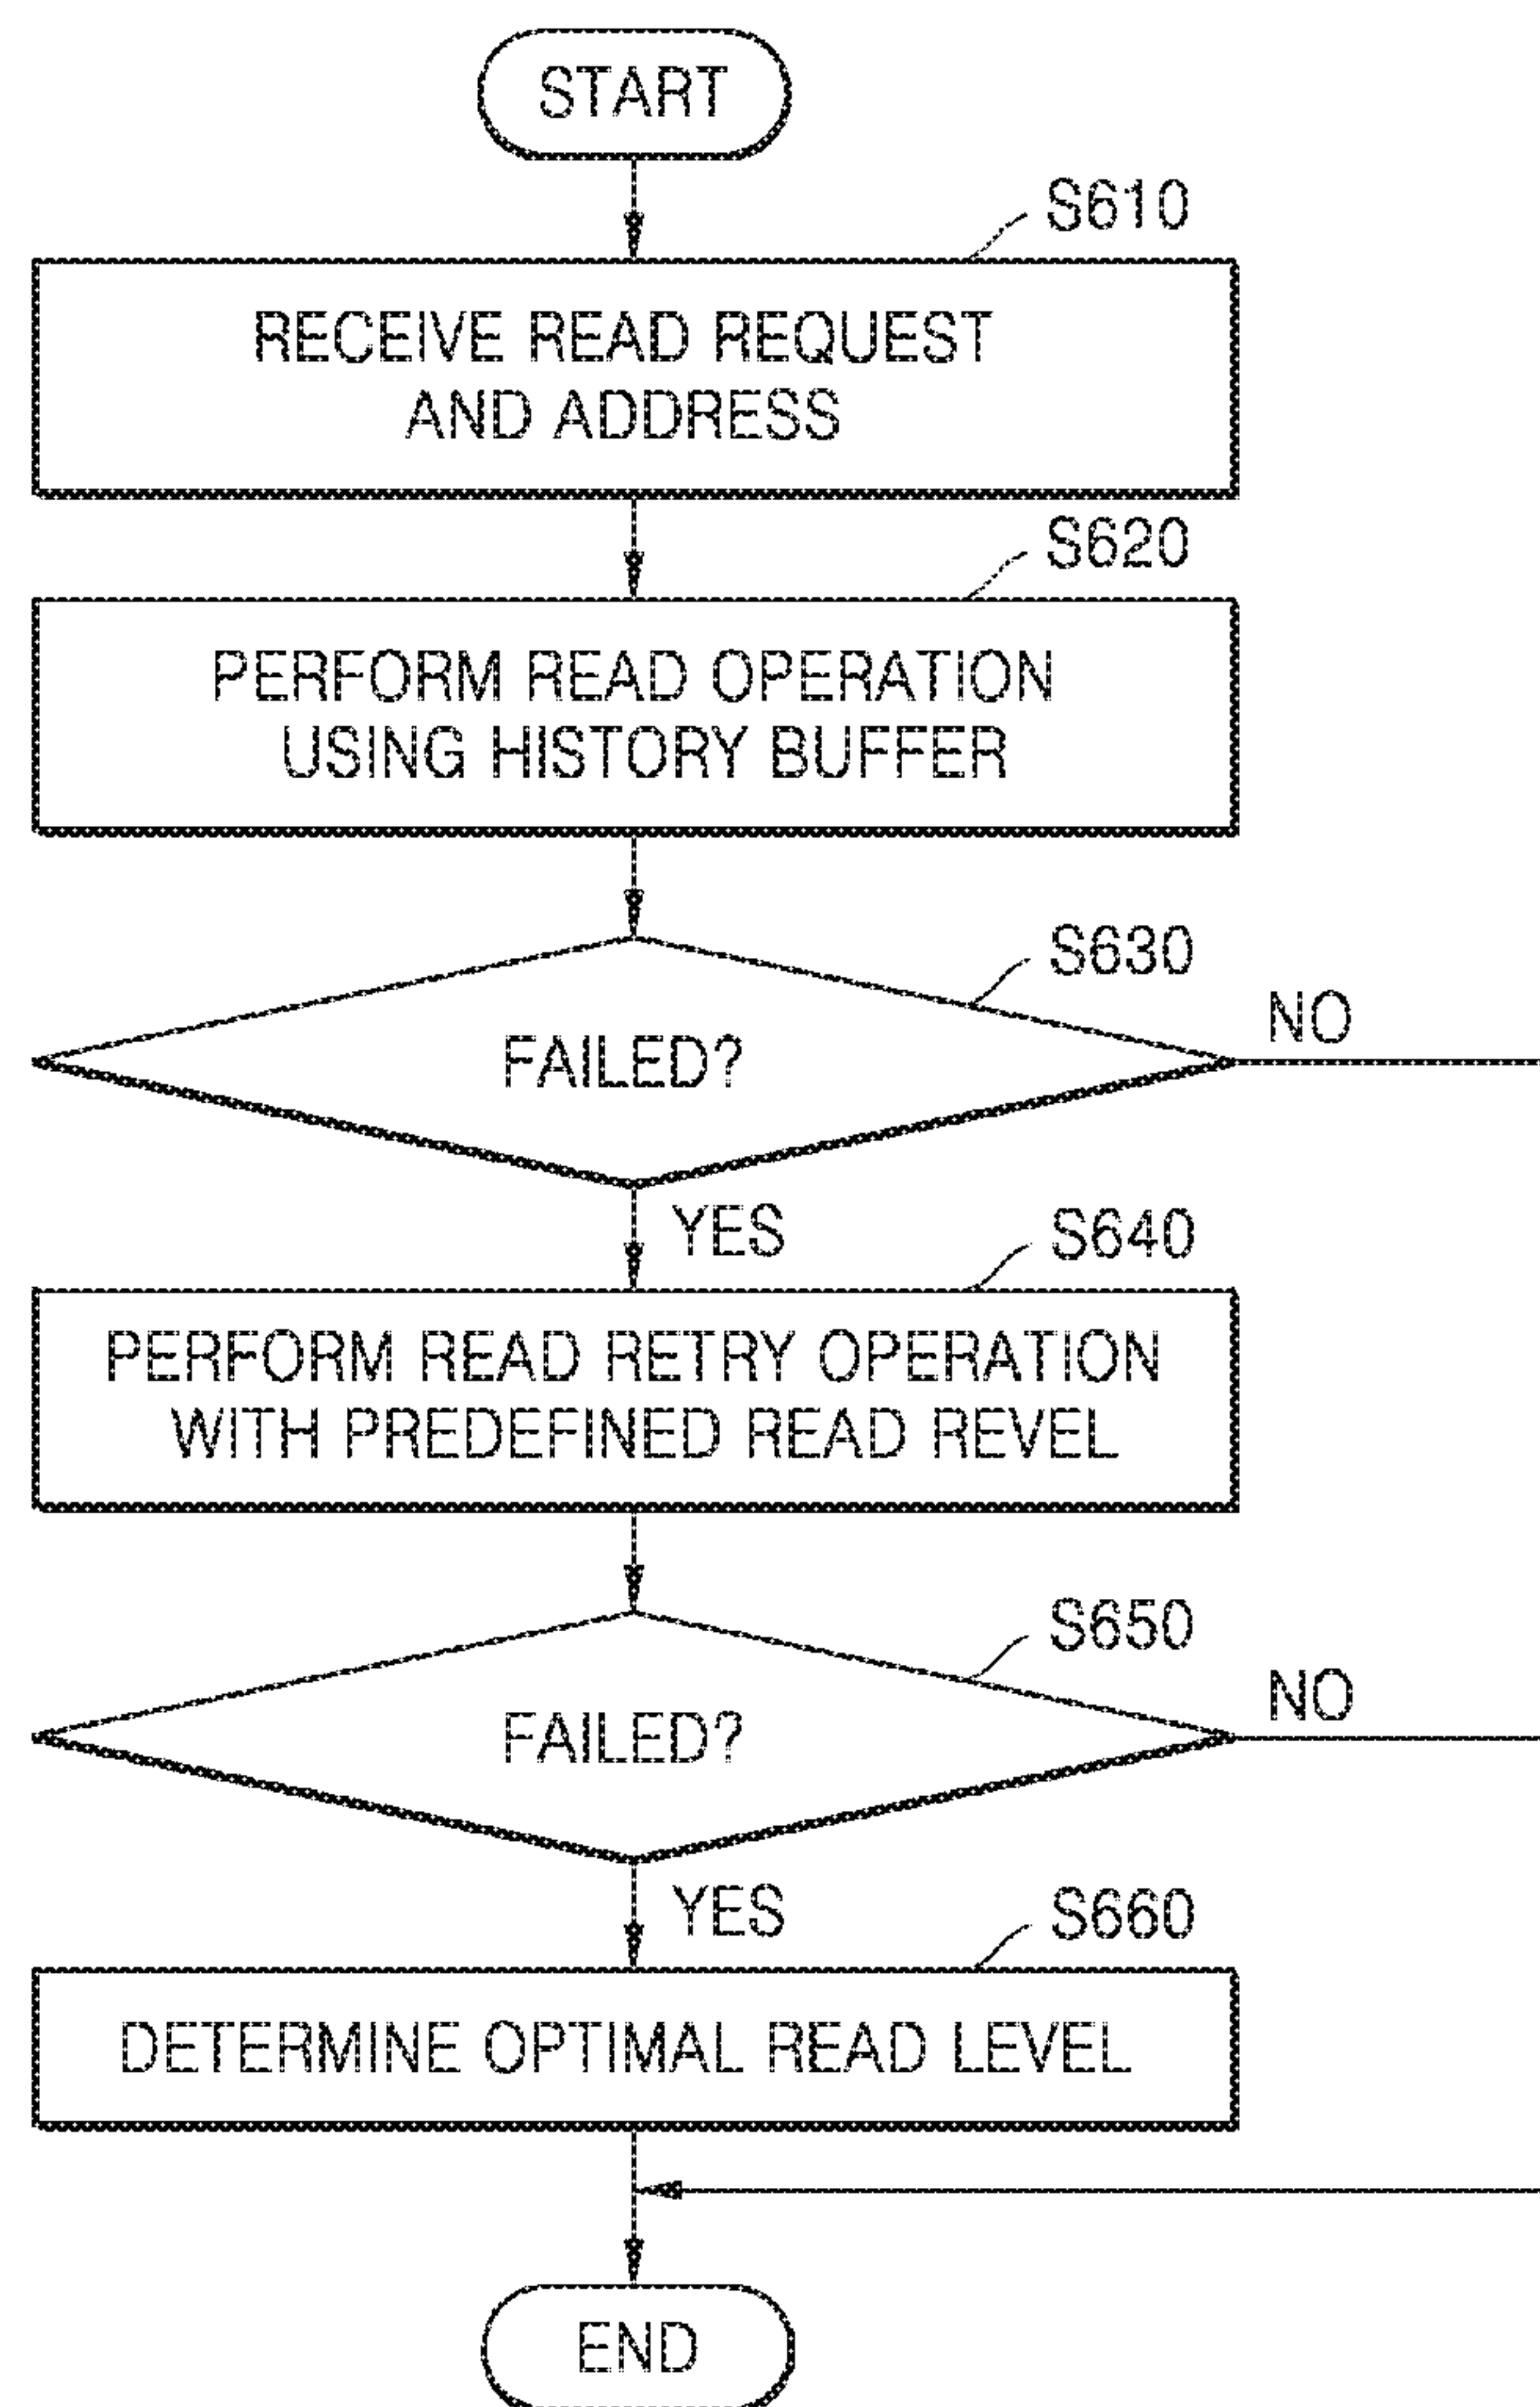 START
S610
RECEIVE READ REQUEST
AND ADDRESS
S620
PERFORM READ OPERATION
USING HISTORY BUFFER
S630
NO
FAILED?
YES
S640
PERFORM READ RETRY OPERATION
WITH PREDEFINED READ REVEL
S650
NO
FAILED?
YES
S660
DETERMINE OPTIMAL READ LEVEL
END